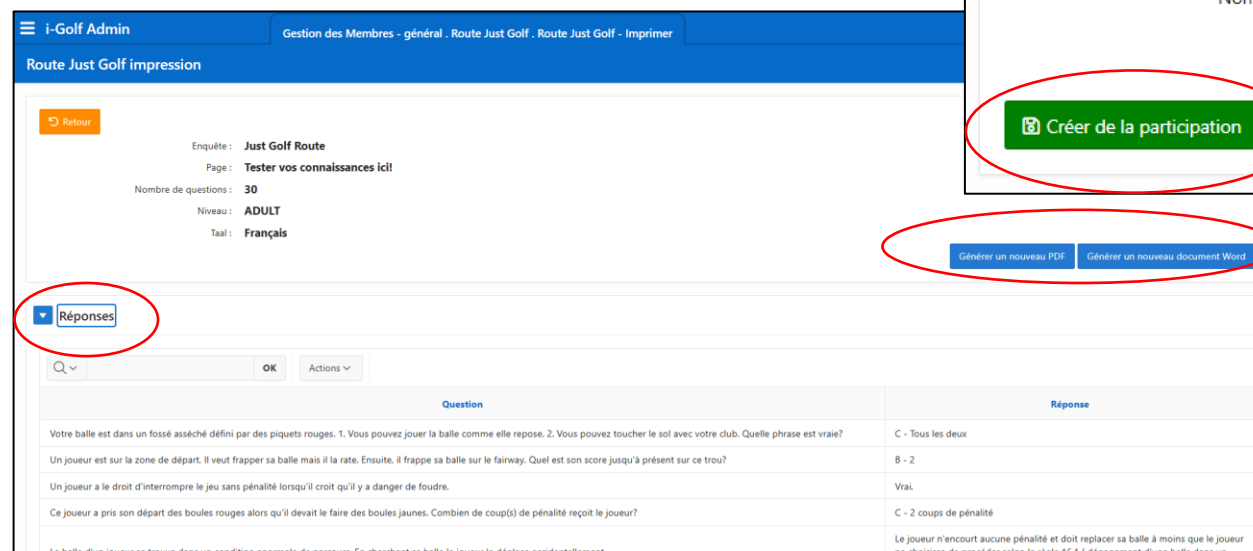 Nom
i-Golf Admin
Gestion des Membres - général . Route Just Golf . Route Just Golf - Imprimer
Route Just Golf impression
Retour
Enquête : Just Golf Route
Page : Tester vos connaissances ici!
Nombre de questions : 30
Niveau : ADULT
Taal : Français
Créer de la participation
Générer un nouveau PDF Générer un nouveau document Word
Réponses
OK Actions
Question Réponse
Votre balle est dans un fossé asséché défini par des piquets rouges. 1. Vous pouvez jouer la balle comme elle repose. 2. Vous pouvez toucher le sol avec votre club. Quelle phrase est vraie? C - Tous les deux
Un joueur est sur la zone de départ. Il veut frapper sa balle mais il la rate. Ensuite, il frappe sa balle sur le fairway. Quel est son score jusqu'à présent sur ce trou? B - 2
Un joueur a le droit d'interrompre le jeu sans pénalité lorsqu'il croit qu'il y a danger de foudre. Vrai.
Ce joueur a pris son départ des boules rouges alors qu'il devait le faire des boules jaunes. Combien de coup(s) de pénalité reçoit le joueur? C - 2 coups de pénalité
Le joueur n'encourt aucune pénalité et doit replacer sa balle à moins que le joueur